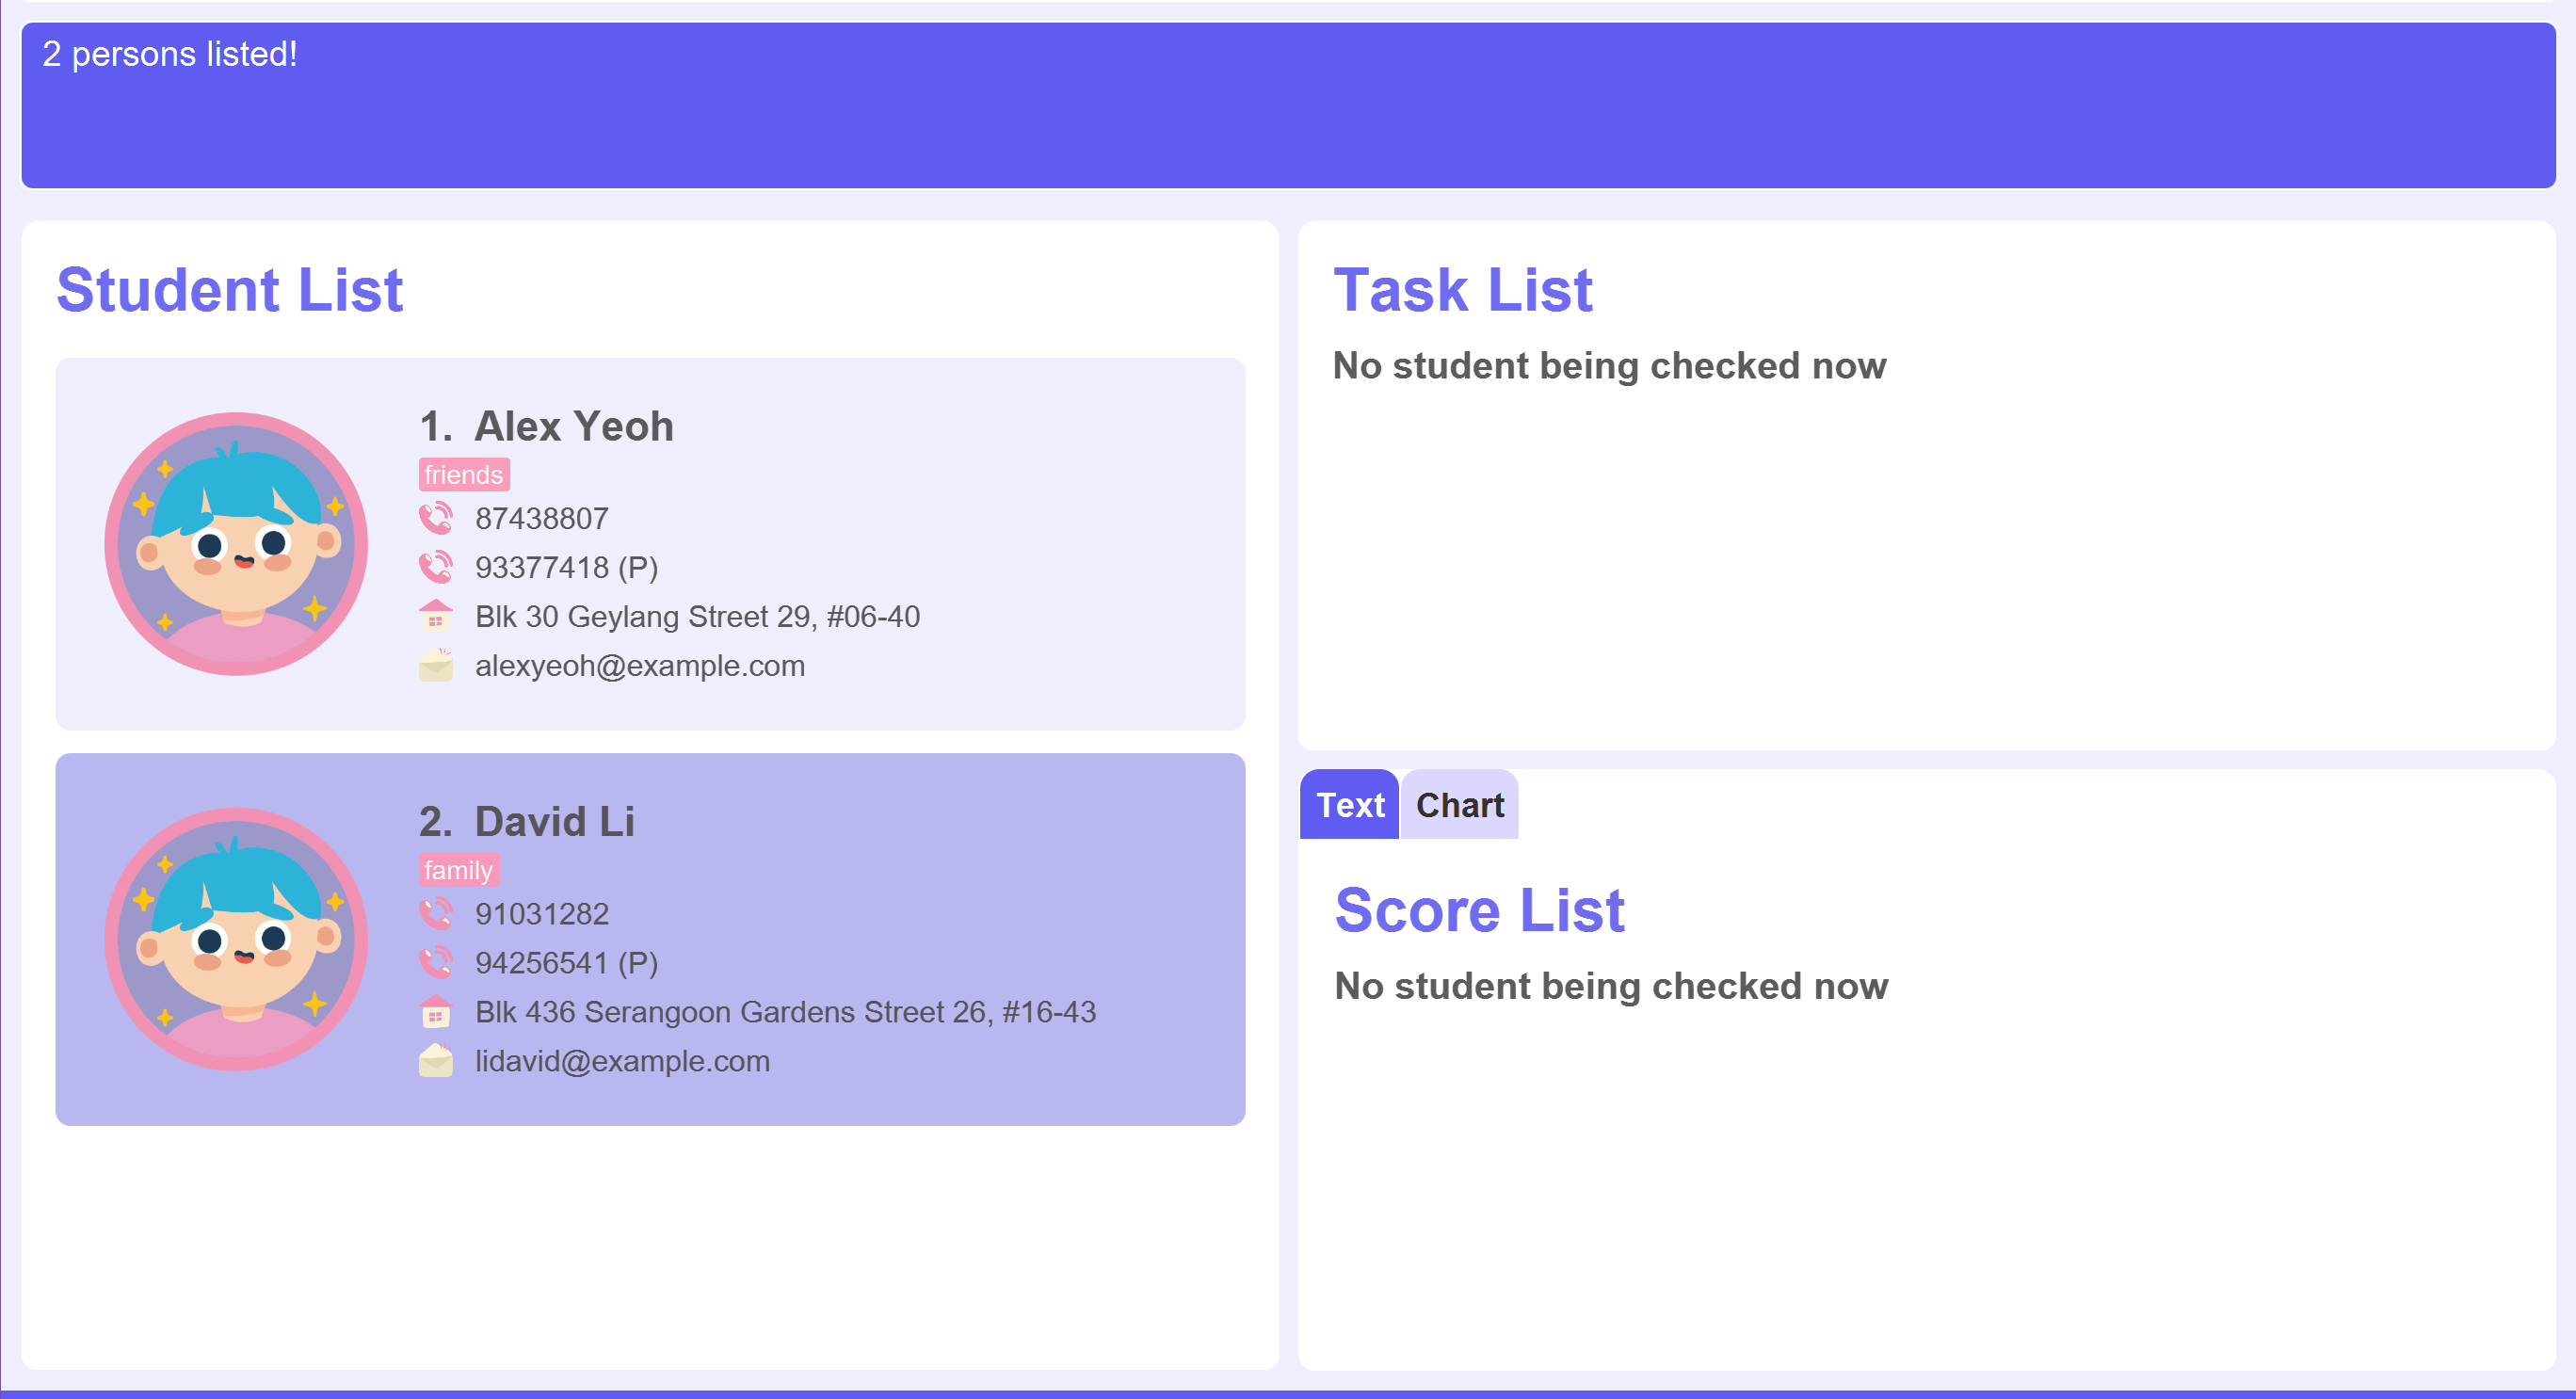 2 persons listed!
Student List
1. Alex Yeoh
friends
87438807
93377418 (P)
Blk 30 Geylang Street 29, #06-40
alexyeoh@example.com
2. David Li
family
91031282
94256541 (P)
Blk 436 Serangoon Gardens Street 26, #16-43
lidavid@example.com
Task List
No student being checked now
Text Chart
Score List
No student being checked now